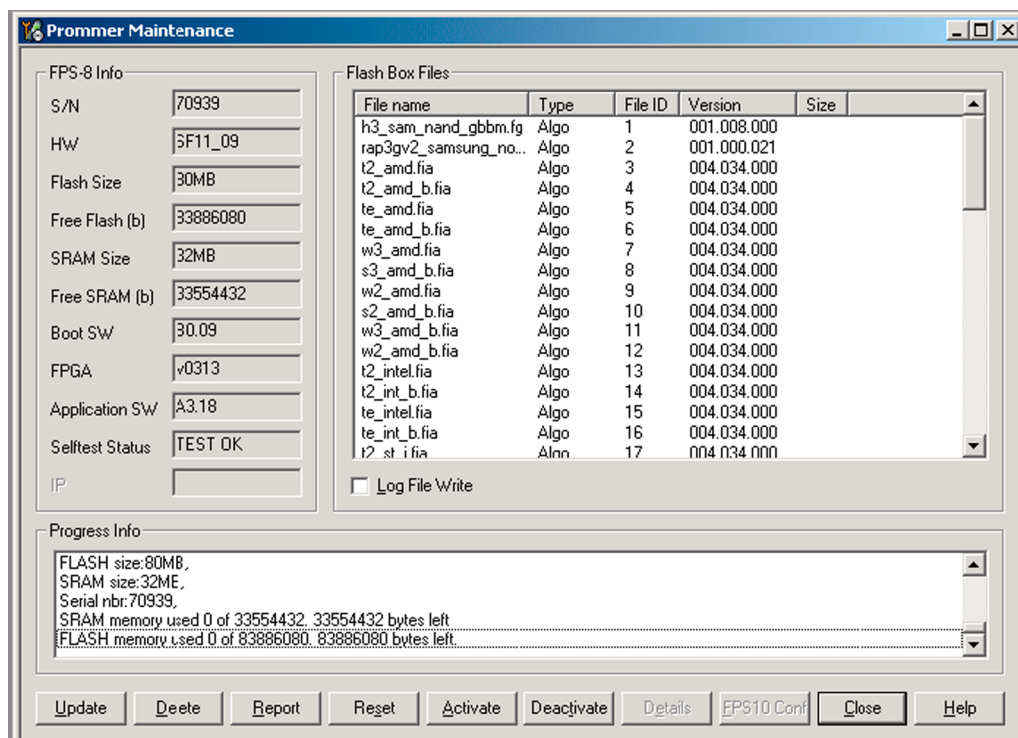 Prommer Maintenance
FPS-8 Info
S/N 70939
HW SF11_09
Flash Size 80MB
Free Flash (b) 83886080
SRAM Size 32MB
Free SRAM (b) 33554432
Boot SW 30.09
FPGA v0313
Application SW A3.18
Selftest Status TEST OK
IP
Flash Box Files
File name Type File ID Version Size
h3_sam_nand_gbbm.fg Algo 1 001.008.000
rap3gv2_samsung_no... Algo 2 001.000.021
t2_amd.fia Algo 3 004.034.000
t2_amd_b.fia Algo 4 004.034.000
te_amd.fia Algo 5 004.034.000
te_amd_b.fia Algo 6 004.034.000
w3_amd.fia Algo 7 004.034.000
s3_amd_b.fia Algo 8 004.034.000
w2_amd.fia Algo 9 004.034.000
s2_amd_b.fia Algo 10 004.034.000
w3_amd_b.fia Algo 11 004.034.000
w2_amd_b.fia Algo 12 004.034.000
t2_intel.fia Algo 13 004.034.000
t2_int_b.fia Algo 14 004.034.000
te_intel.fia Algo 15 004.034.000
te_int_b.fia Algo 16 004.034.000
t2_st_i.fia Algo 17 004.034.000
Log File Write
Progress Info
FLASH size:80MB,
SRAM size:32ME,
Serial nbr:70939,
SRAM memory used 0 of 33554432. 33554432 bytes left
FLASH memory used 0 of 83886080. 83886080 bytes left.
Update Deete Report Reset Activate Deactivate Details FPS10 Conf Close Help